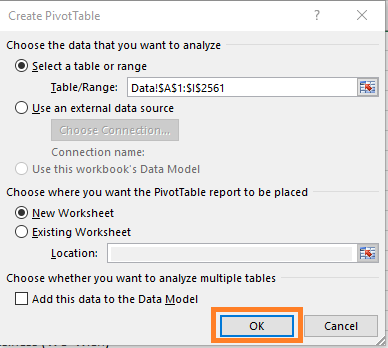 Create PivotTable
?
×
Choose the data that you want to analyze
Select a table or range
Table/Range: Data!$A$1:$I$2561
Use an external data source
Choose Connection...
Connection name:
Use this workbook's Data Model
Choose where you want the PivotTable report to be placed
New Worksheet
Existing Worksheet
Location:
Choose whether you want to analyze multiple tables
Add this data to the Data Model
OK Cancel